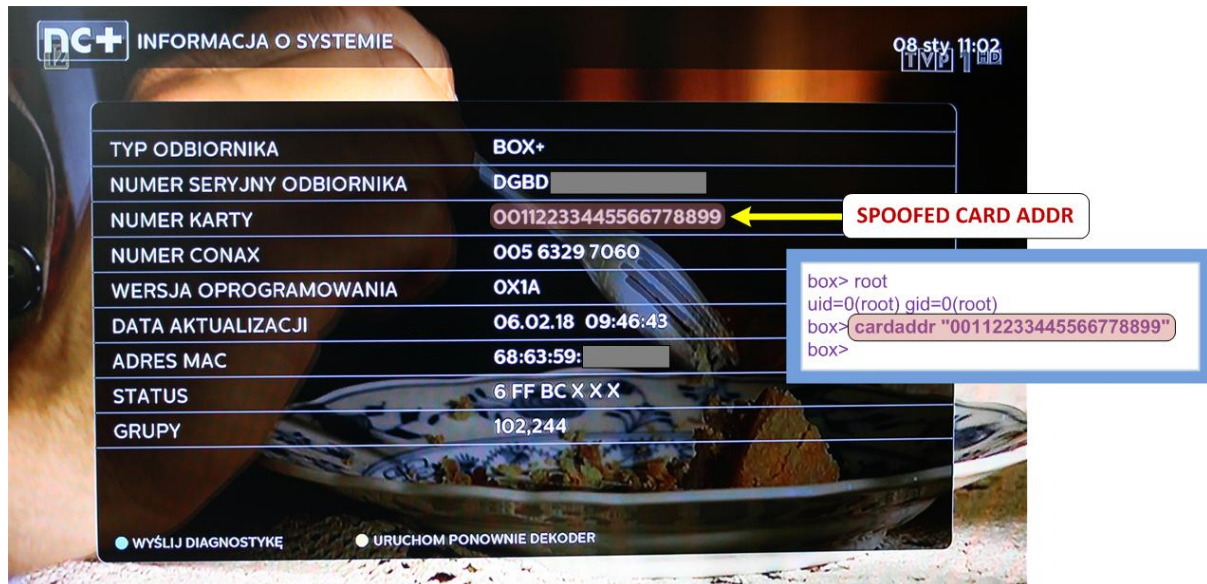 nc+ INFORMACJA O SYSTEMIE
08 sty 11:02
12
TVP 1 HD
TYP ODBIORNIKA BOX+
NUMER SERYJNY ODBIORNIKA DGBD
NUMER KARTY 00112233445566778899
SPOOFED CARD ADDR
NUMER CONAX 005 6329 7060
WERSJA OPROGRAMOWANIA 0X1A
DATA AKTUALIZACJI 06.02.18 09:46:43
ADRES MAC 68:63:59:
STATUS 6 FF BC X X X
GRUPY 102,244
box> root
uid=0(root) gid=0(root)
box> cardaddr "00112233445566778899"
box>
WYŚLIJ DIAGNOSTYKĘ URUCHOM PONOWNIE DEKODER